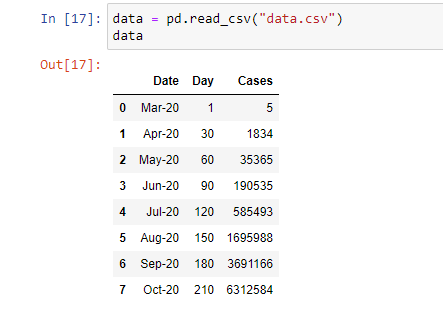 In [17]: data = pd.read_csv("data.csv")
data
Out[17]:
Date Day Cases
0 Mar-20 1 5
1 Apr-20 30 1834
2 May-20 60 35365
3 Jun-20 90 190535
4 Jul-20 120 585493
5 Aug-20 150 1695988
6 Sep-20 180 3691166
7 Oct-20 210 6312584